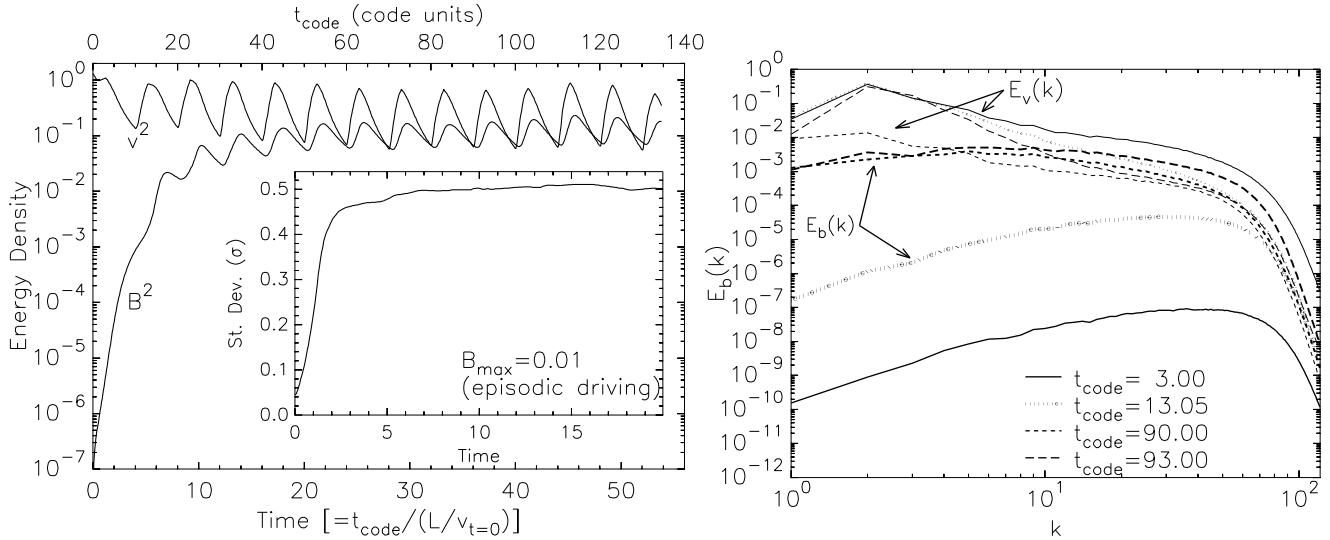 t_code (code units)
0 20 40 60 80 100 120 140
10^0
10^-1
10^-2
10^-3
10^-4
10^-5
10^-6
10^-7
Energy Density
v^2
B^2
0.5
0.4
0.3
0.2
0.1
0.0
St. Dev. (σ)
B_max=0.01
(episodic driving)
0 5 10 15
Time
0 10 20 30 40 50
Time [=t_code/(L/v_t=0)]
10^0
10^-1
10^-2
10^-3
10^-4
10^-5
10^-6
10^-7
10^-8
10^-9
10^-10
10^-11
10^-12
E_b(k)
E_v(k)
E_b(k)
t_code= 3.00
t_code=13.05
t_code=90.00
t_code=93.00
10^0 10^1 10^2
k